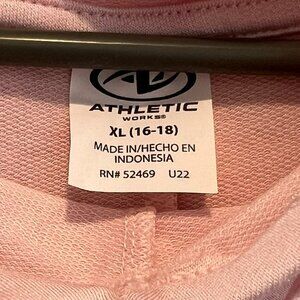 ATHLETIC
WORKS®
XL (16-18)
MADE IN/HECHO EN
INDONESIA
RN# 52469 U22